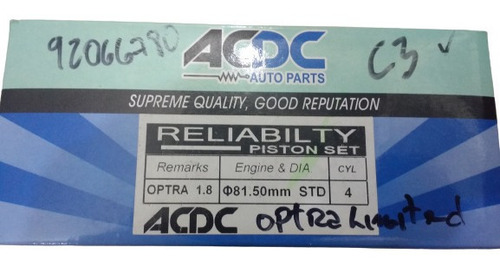 92066780
ACDC
C3 ✓
AUTO PARTS
SUPREME QUALITY, GOOD REPUTATION
RELIABILTY
PISTON SET
Remarks Engine & DIA. CYL
OPTRA 1.8 Φ81.50mm STD 4
ACDC optra Limited